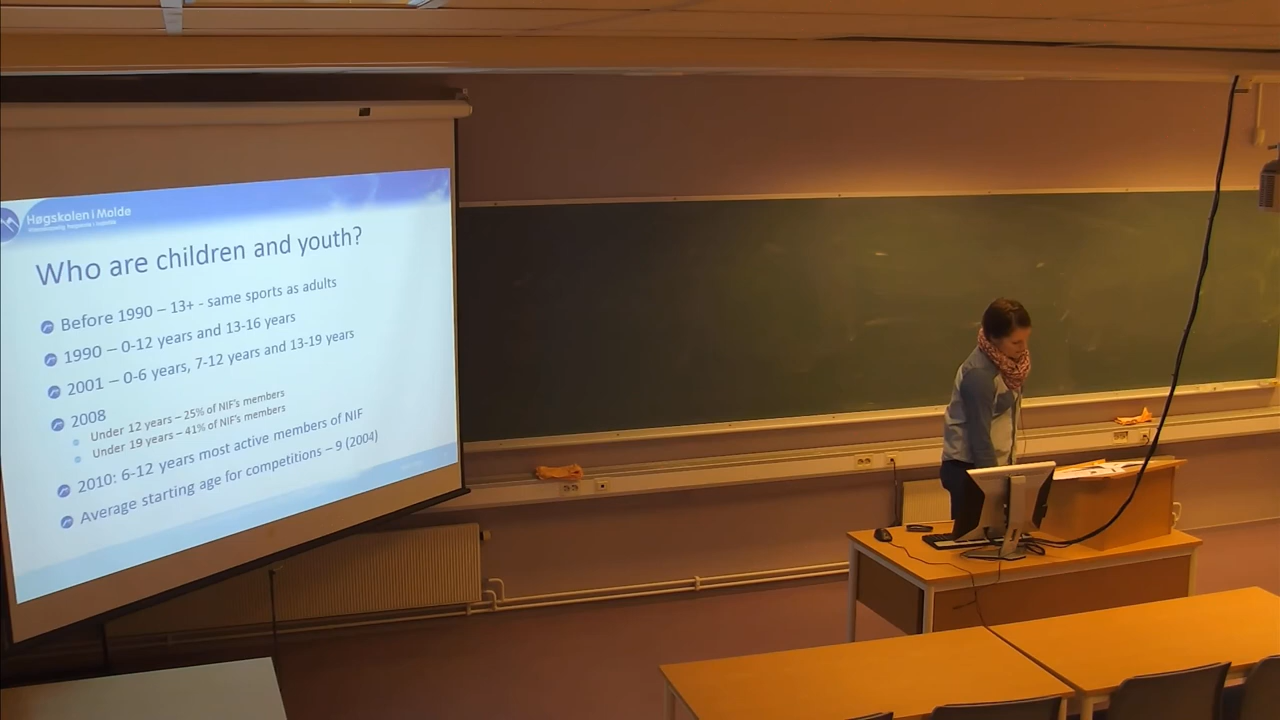 Høgskolen i Molde
Vitenskapelig høgskole i logistikk
Who are children and youth?
Before 1990 – 13+ - same sports as adults
1990 – 0-12 years and 13-16 years
2001 – 0-6 years, 7-12 years and 13-19 years
2008
Under 12 years – 25% of NIF's members
Under 19 years – 41% of NIF's members
2010: 6-12 years most active members of NIF
Average starting age for competitions – 9 (2004)